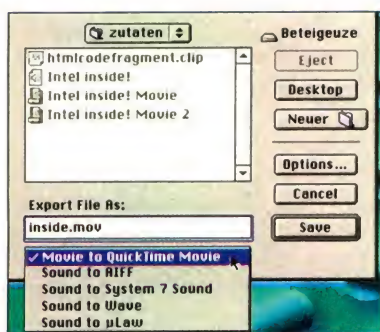 zutaten
Beteigeuze
htmlcodefragment.clip
Intel inside!
Intel inside! Movie
Intel inside! Movie 2
Eject
Desktop
Neuer
Options...
Cancel
Save
Export File As:
inside.mov
✓ Movie to QuickTime Movie
Sound to AIFF
Sound to System 7 Sound
Sound to Wave
Sound to µLaw